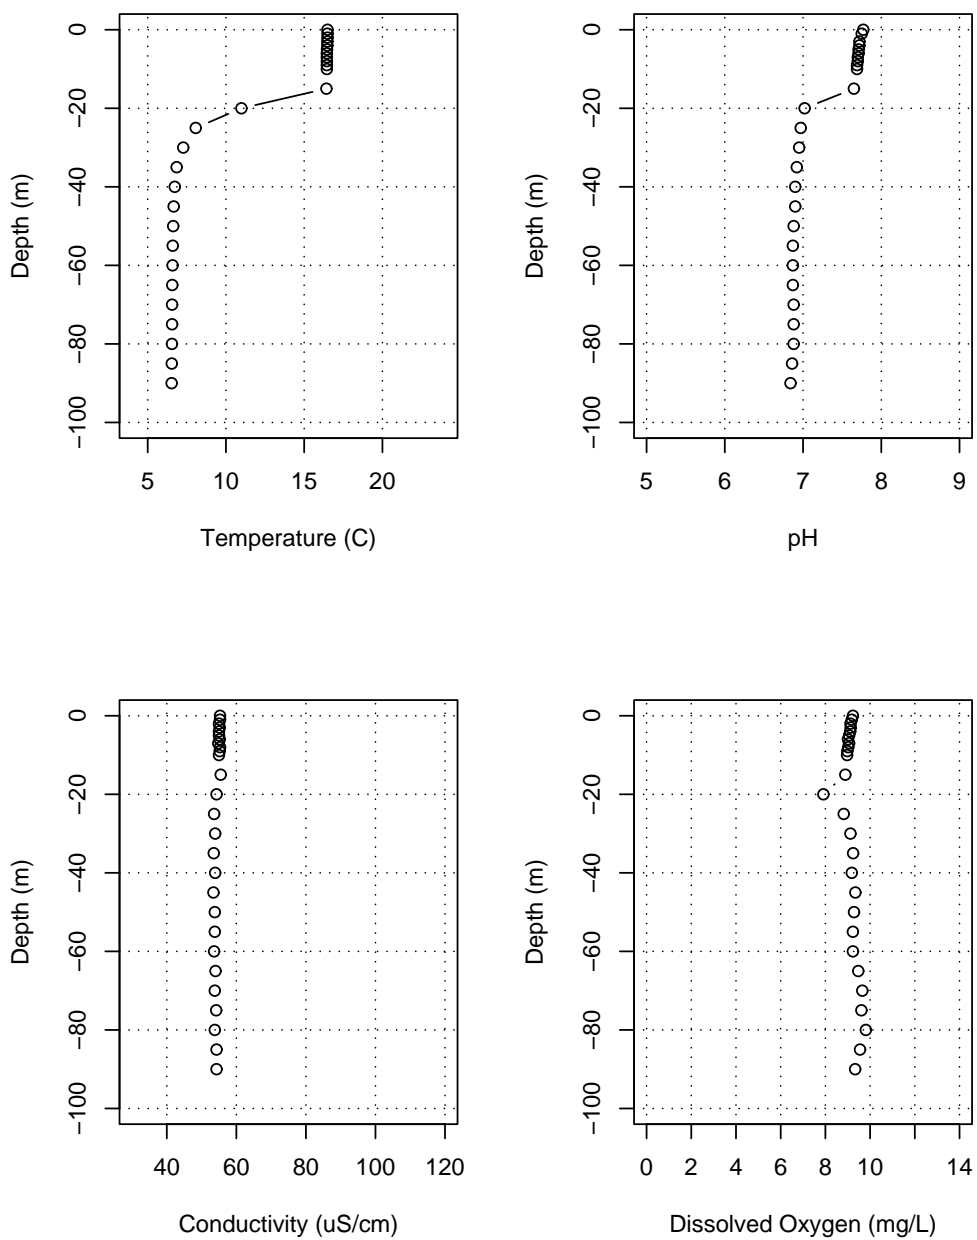 0
−20
−40
−60
−80
−100
Depth (m)
5 10 15 20
Temperature (C)
0
−20
−40
−60
−80
−100
Depth (m)
5 6 7 8 9
pH
0
−20
−40
−60
−80
−100
Depth (m)
40 60 80 100 120
Conductivity (uS/cm)
0
−20
−40
−60
−80
−100
Depth (m)
0 2 4 6 8 10 14
Dissolved Oxygen (mg/L)